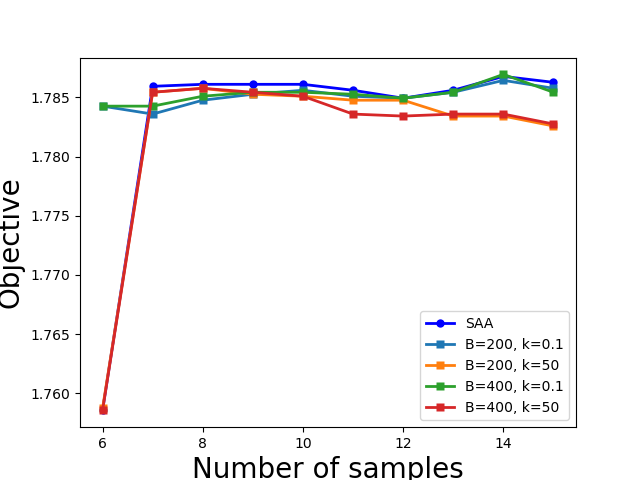 1.785
1.780
1.775
1.770
1.765
1.760
Objective
6 8 10 12 14
Number of samples
SAA
B=200, k=0.1
B=200, k=50
B=400, k=0.1
B=400, k=50